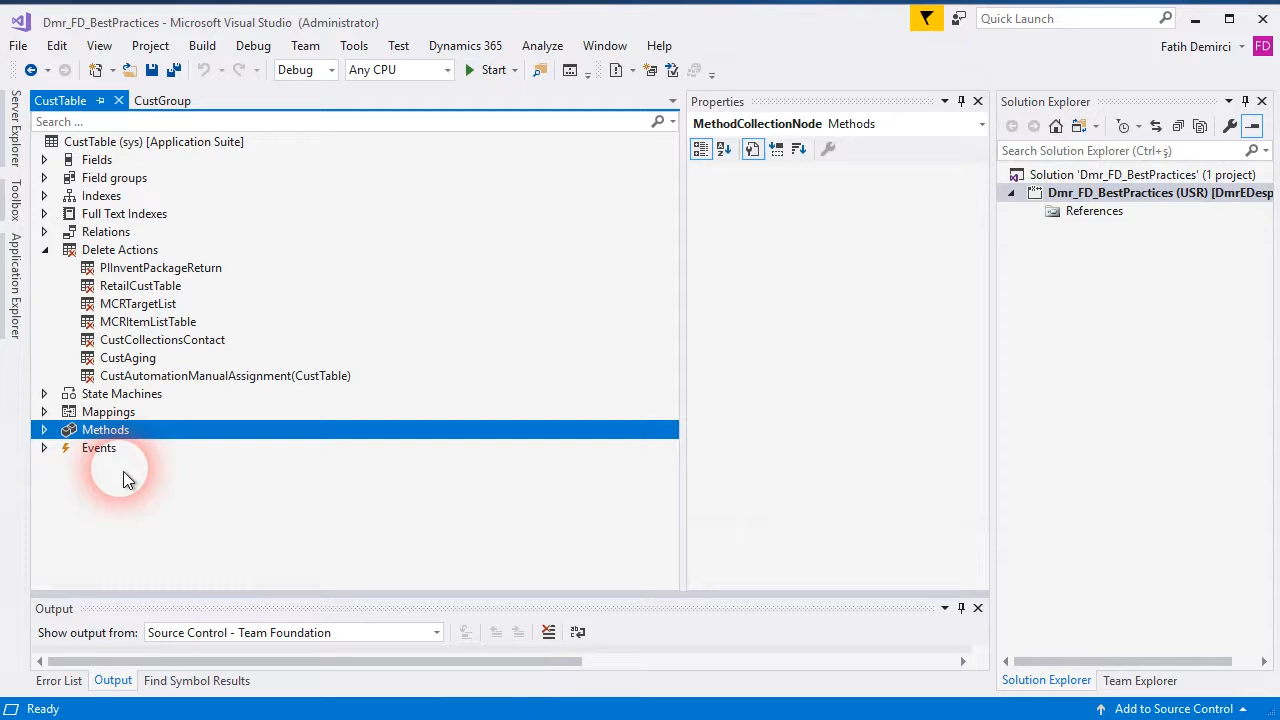 Dmr_FD_BestPractices - Microsoft Visual Studio (Administrator)
Quick Launch
File Edit View Project Build Debug Team Tools Test Dynamics 365 Analyze Window Help
Fatih Demirci FD
Debug Any CPU Start
Server Explorer
Toolbox
Application Explorer
CustTable CustGroup
Search ...
CustTable (sys) [Application Suite]
Fields
Field groups
Indexes
Full Text Indexes
Relations
Delete Actions
PlInventPackageReturn
RetailCustTable
MCRTargetList
MCRItemListTable
CustCollectionsContact
CustAging
CustAutomationManualAssignment(CustTable)
State Machines
Mappings
Methods
Events
Properties
MethodCollectionNode Methods
Solution Explorer
Search Solution Explorer (Ctrl+ş)
Solution 'Dmr_FD_BestPractices' (1 project)
Dmr_FD_BestPractices (USR) [DmrEDesp
References
Output
Show output from: Source Control - Team Foundation
Error List Output Find Symbol Results
Solution Explorer Team Explorer
Ready
Add to Source Control